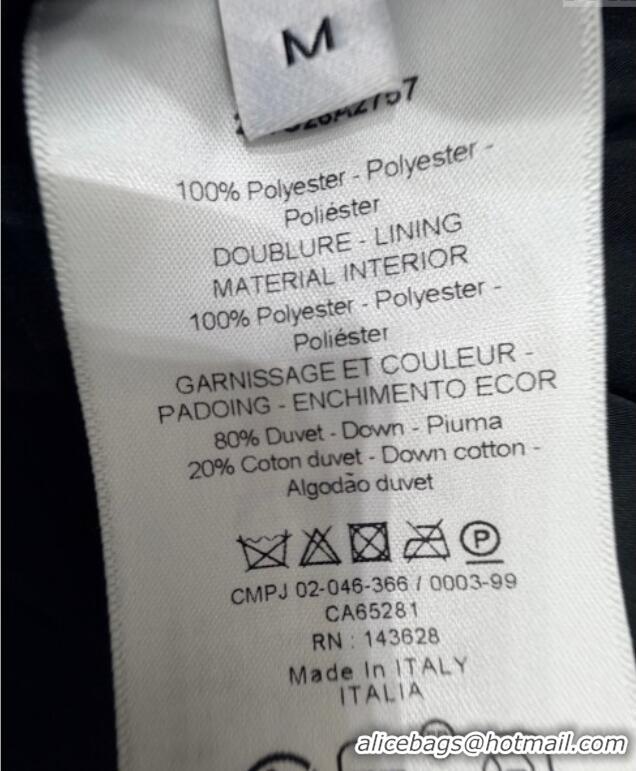 M
100% Polyester - Polyester -
Poliéster
DOUBLURE - LINING
MATERIAL INTERIOR
100% Polyester - Polyester -
Poliéster
GARNISSAGE ET COULEUR -
PADOING - ENCHIMENTO ECOR
80% Duvet - Down - Piuma
20% Coton duvet - Down cotton -
Algodão duvet
P
CMPJ 02-046-366 / 0003-99
CA65281
RN : 143628
Made In ITALY
ITALIA
alicebags@hotmail.com